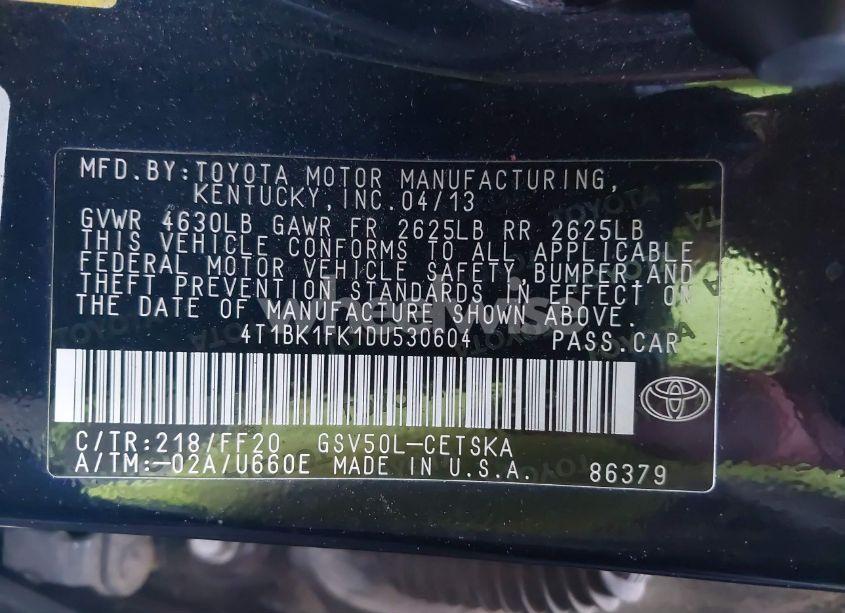 MFD.BY:TOYOTA MOTOR MANUFACTURING,
KENTUCKY, INC.04/13
GVWR 4630LB GAWR FR 2625LB RR 2625LB
THIS VEHICLE CONFORMS TO ALL APPLICABLE
FEDERAL MOTOR VEHICLE SAFETY, BUMPER AND
THEFT PREVENTION STANDARDS IN EFFECT ON
THE DATE OF MANUFACTURE SHOWN ABOVE.
wheelwise
4T1BK1FK1DU530604 PASS.CAR
C/TR:218/FF20 GSV50L-CETSKA
A/TM:-02A/U660E MADE IN U.S.A. 86379